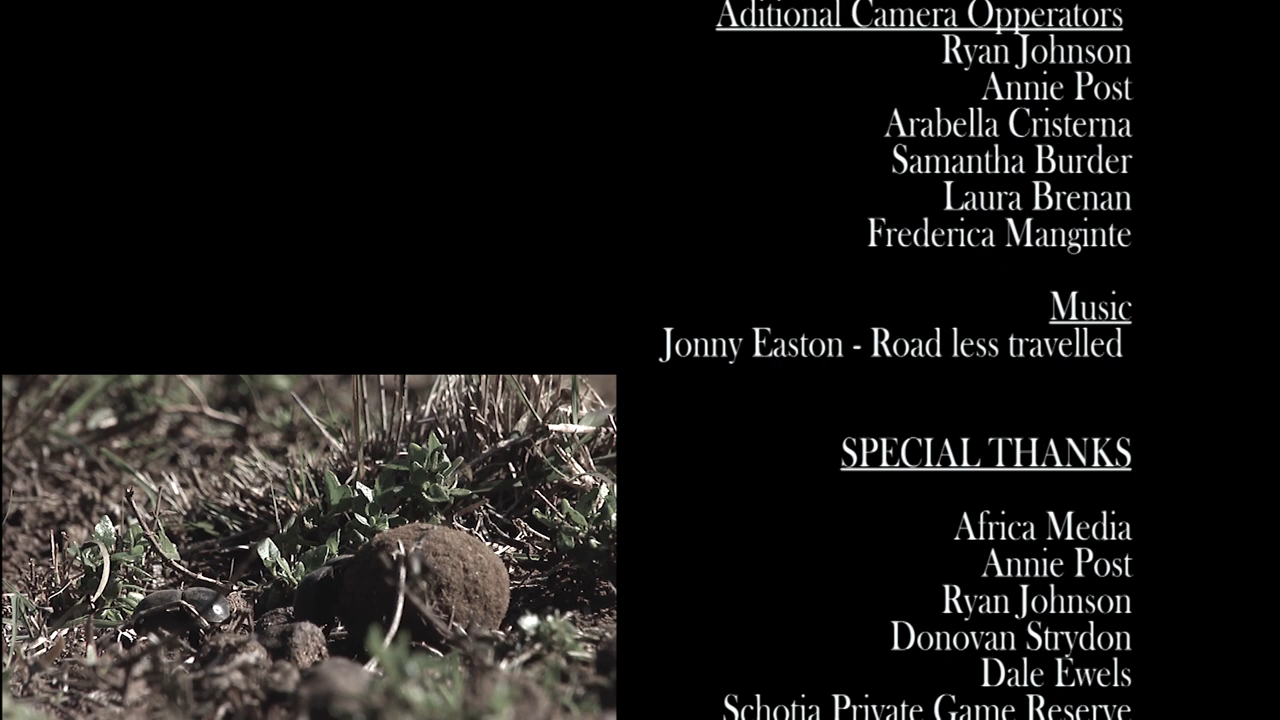 Aditional Camera Opperators
Ryan Johnson
Annie Post
Arabella Cristerna
Samantha Burder
Laura Brenan
Frederica Manginte
Music
Jonny Easton - Road less travelled
SPECIAL THANKS
Africa Media
Annie Post
Ryan Johnson
Donovan Strydon
Dale Ewels
Schotia Private Game Reserve